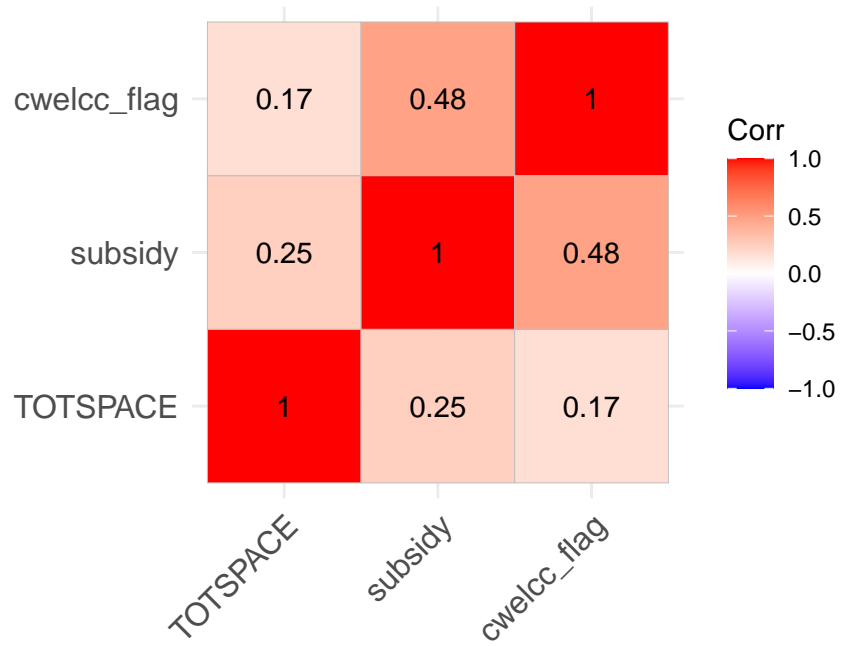 cwelcc_flag 0.17 0.48 1
subsidy 0.25 1 0.48
TOTSPACE 1 0.25 0.17
TOTSPACE subsidy cwelcc_flag
Corr
1.0
0.5
0.0
−0.5
−1.0